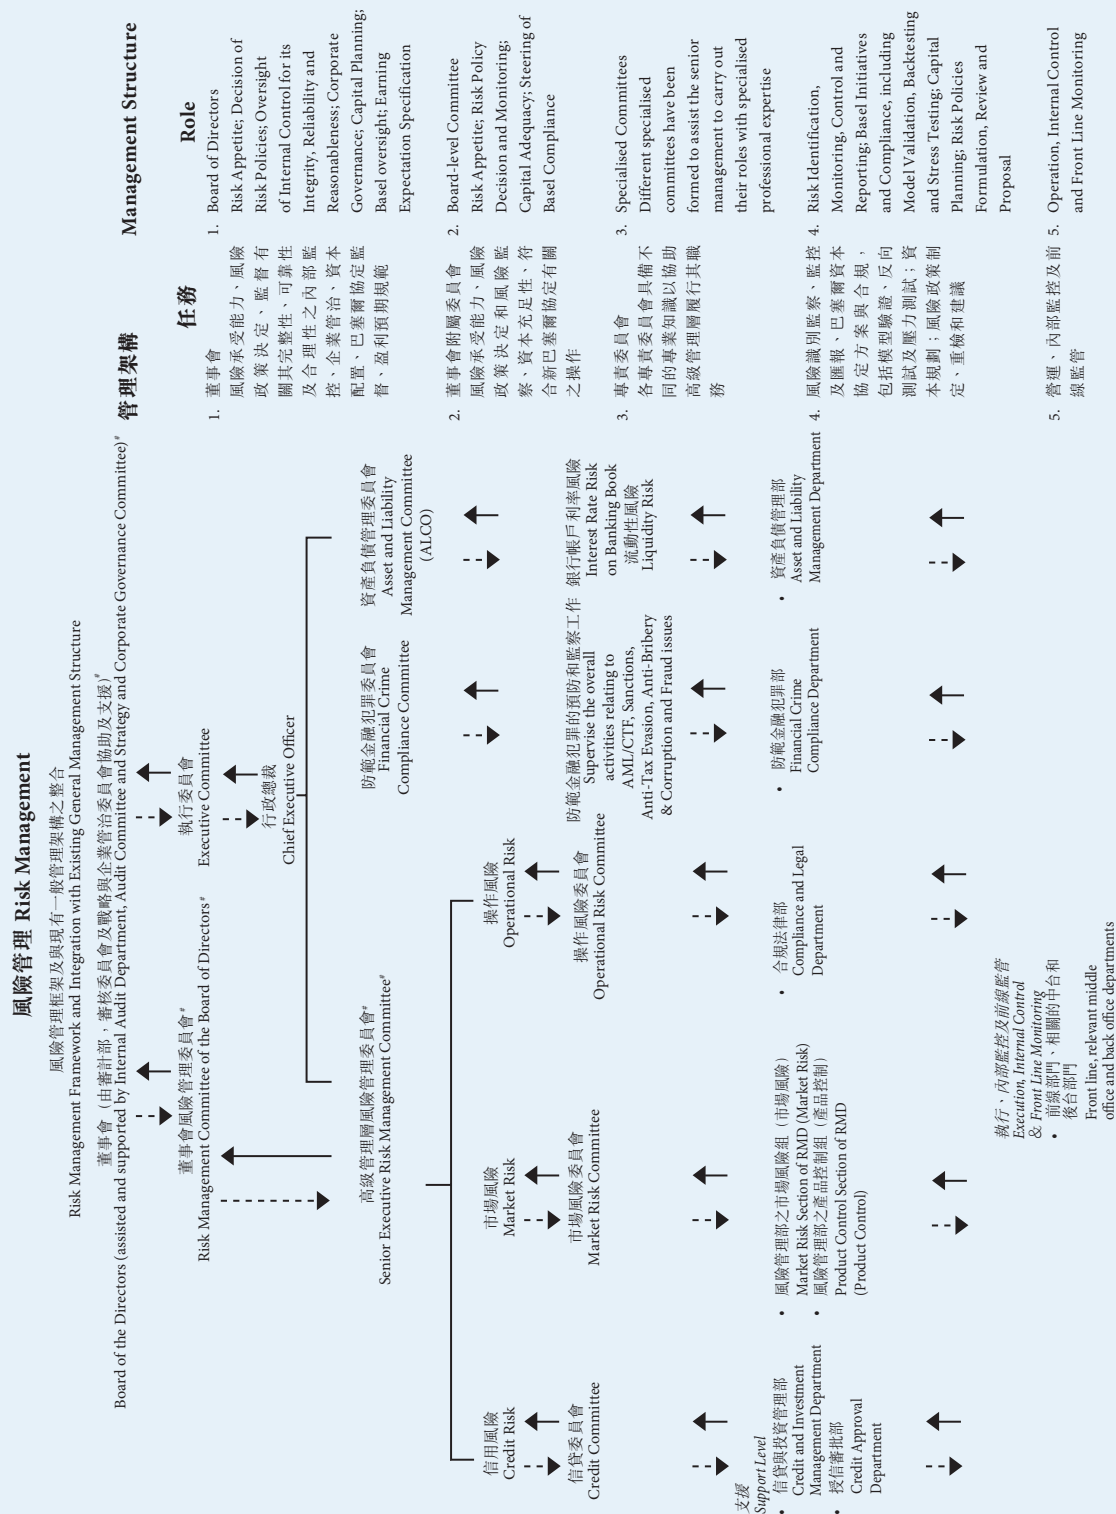 風險管理 Risk Management
風險管理框架及與現有一般管理架構之整合
Risk Management Framework and Integration with Existing General Management Structure
董事會（由審計部，審核委員會及戰略與企業管治委員會協助及支援）#
Board of the Directors (assisted and supported by Internal Audit Department, Audit Committee and Strategy and Corporate Governance Committee)#
董事會風險管理委員會#
Risk Management Committee of the Board of Directors#
執行委員會
Executive Committee
行政總裁
Chief Executive Officer
高級管理層風險管理委員會#
Senior Executive Risk Management Committee#
防範金融犯罪委員會
Financial Crime
Compliance Committee
資產負債管理委員會
Asset and Liability
Management Committee
(ALCO)
信用風險
Credit Risk
市場風險
Market Risk
操作風險
Operational Risk
信貸委員會
Credit Committee
市場風險委員會
Market Risk Committee
操作風險委員會
Operational Risk Committee
防範金融犯罪的預防和監察工作
Supervise the overall
activities relating to
AML/CTF, Sanctions,
Anti-Tax Evasion, Anti-Bribery
& Corruption and Fraud issues
銀行帳戶利率風險
Interest Rate Risk
on Banking Book
流動性風險
Liquidity Risk
支援
Support Level
• 信貸與投資管理部
Credit and Investment
Management Department
• 授信審批部
Credit Approval
Department
• 風險管理部之市場風險組（市場風險）
Market Risk Section of RMD (Market Risk)
• 風險管理部之產品控制組（產品控制）
Product Control Section of RMD
(Product Control)
• 合規法律部
Compliance and Legal
Department
• 防範金融犯罪部
Financial Crime
Compliance Department
• 資產負債管理部
Asset and Liability
Management Department
執行、內部監控及前線監管
Execution, Internal Control
& Front Line Monitoring
• 前線部門、相關的中台和
後台部門
Front line, relevant middle
office and back office departments
管理架構
Management Structure
任務
Role
1. 董事會
風險承受能力、風險
政策決定、監督有
關其完整性、可靠性
及合理性之內部監
控、企業管治、資本
配置、巴塞爾協定監
督、盈利預期規範
1. Board of Directors
Risk Appetite; Decision of
Risk Policies; Oversight
of Internal Control for its
Integrity, Reliability and
Reasonableness; Corporate
Governance; Capital Planning;
Basel oversight; Earning
Expectation Specification
2. 董事會附屬委員會
風險承受能力、風險
政策決定和風險監
察、資本充足性、符
合新巴塞爾協定有關
之操作
2. Board-level Committee
Risk Appetite; Risk Policy
Decision and Monitoring;
Capital Adequacy; Steering of
Basel Compliance
3. 專責委員會
各專責委員會具備不
同的專業知識以協助
高級管理層履行其職
務
3. Specialised Committees
Different specialised
committees have been
formed to assist the senior
management to carry out
their roles with specialised
professional expertise
4. 風險識別監察、監控
及匯報、巴塞爾資本
協定方案與合規，
包括模型驗證、反向
測試及壓力測試；資
本規劃；風險政策制
定、重檢和建議
4. Risk Identification,
Monitoring, Control and
Reporting; Basel Initiatives
and Compliance, including
Model Validation, Backtesting
and Stress Testing; Capital
Planning; Risk Policies
Formulation, Review and
Proposal
5. 營運、內部監控及前
線監管
5. Operation, Internal Control
and Front Line Monitoring